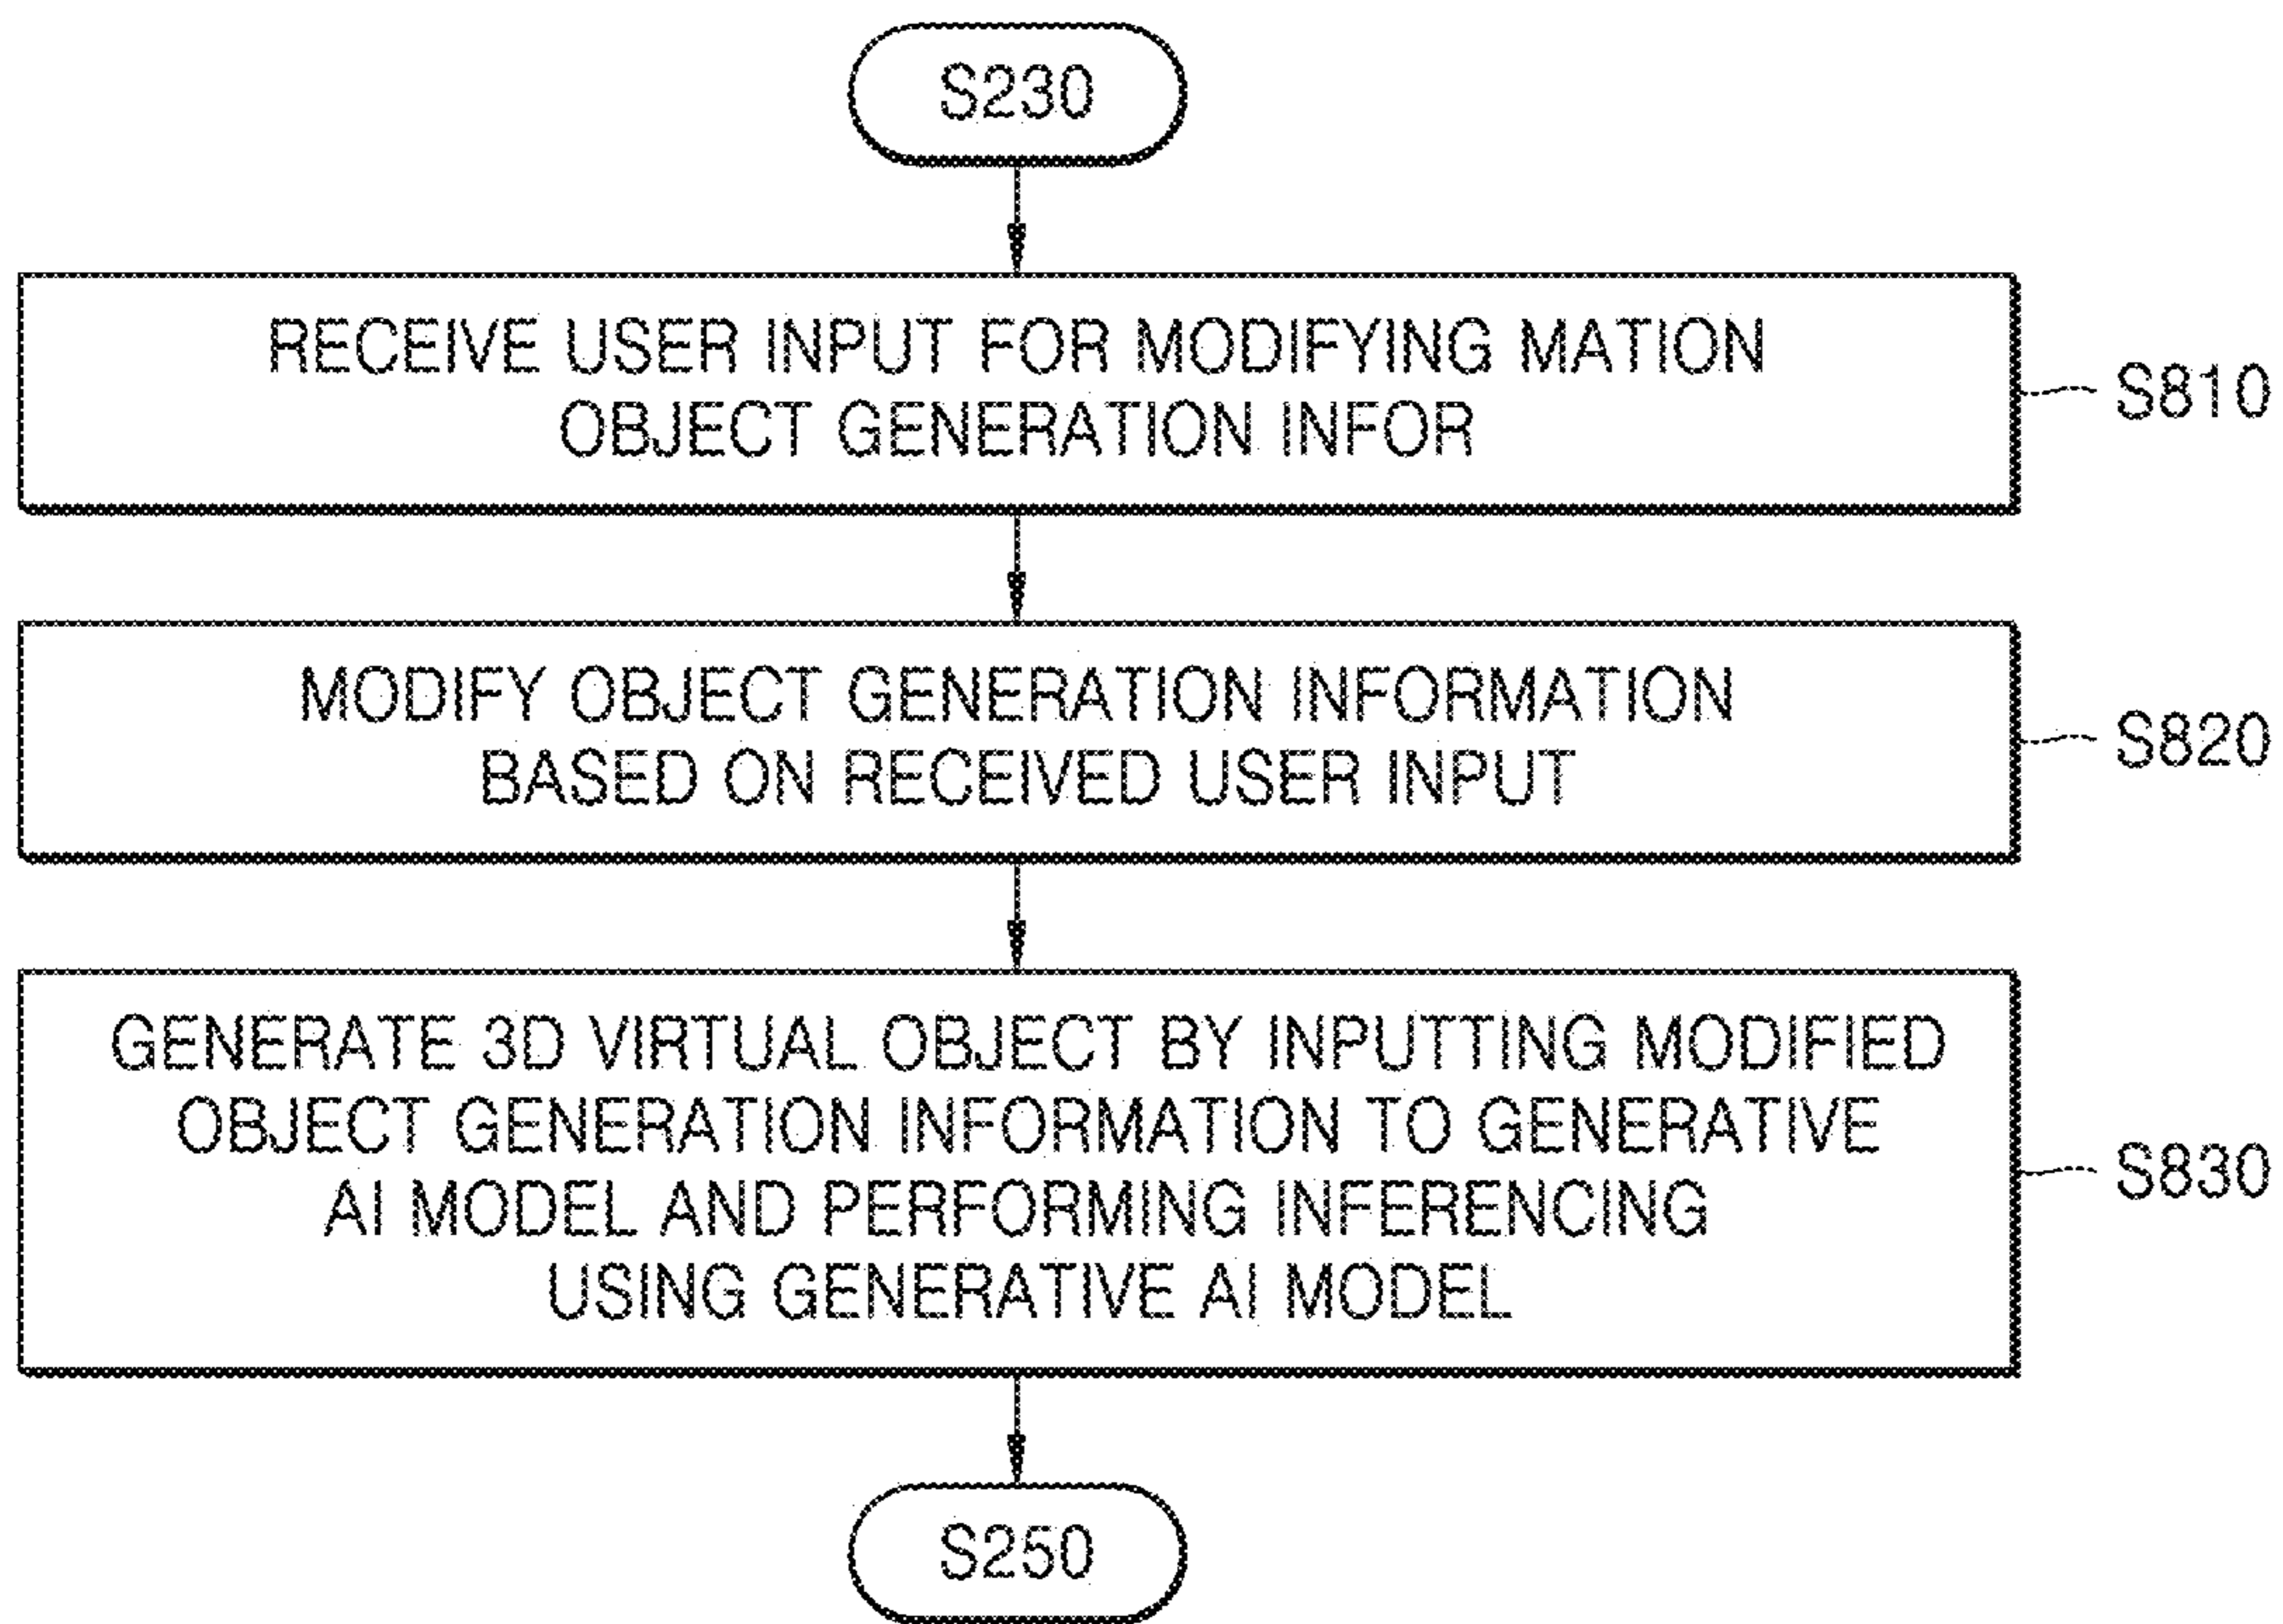 S230
RECEIVE USER INPUT FOR MODIFYING MATION
OBJECT GENERATION INFOR
S810
MODIFY OBJECT GENERATION INFORMATION
BASED ON RECEIVED USER INPUT
S820
GENERATE 3D VIRTUAL OBJECT BY INPUTTING MODIFIED
OBJECT GENERATION INFORMATION TO GENERATIVE
AI MODEL AND PERFORMING INFERENCING
USING GENERATIVE AI MODEL
S830
S250